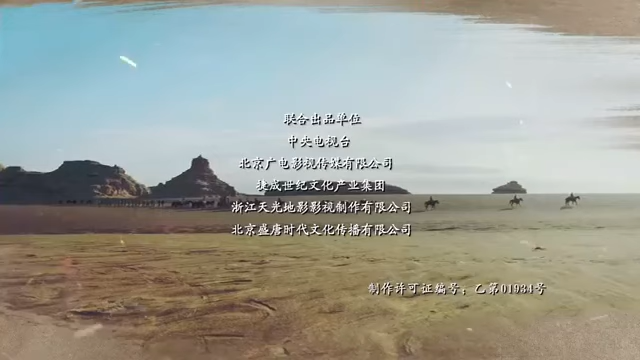 联合出品单位
中央电视台
北京广电影视传媒有限公司
捷成世纪文化产业集团
浙江天光地影影视制作有限公司
北京盛唐时代文化传播有限公司
制作许可证编号：乙第01934号